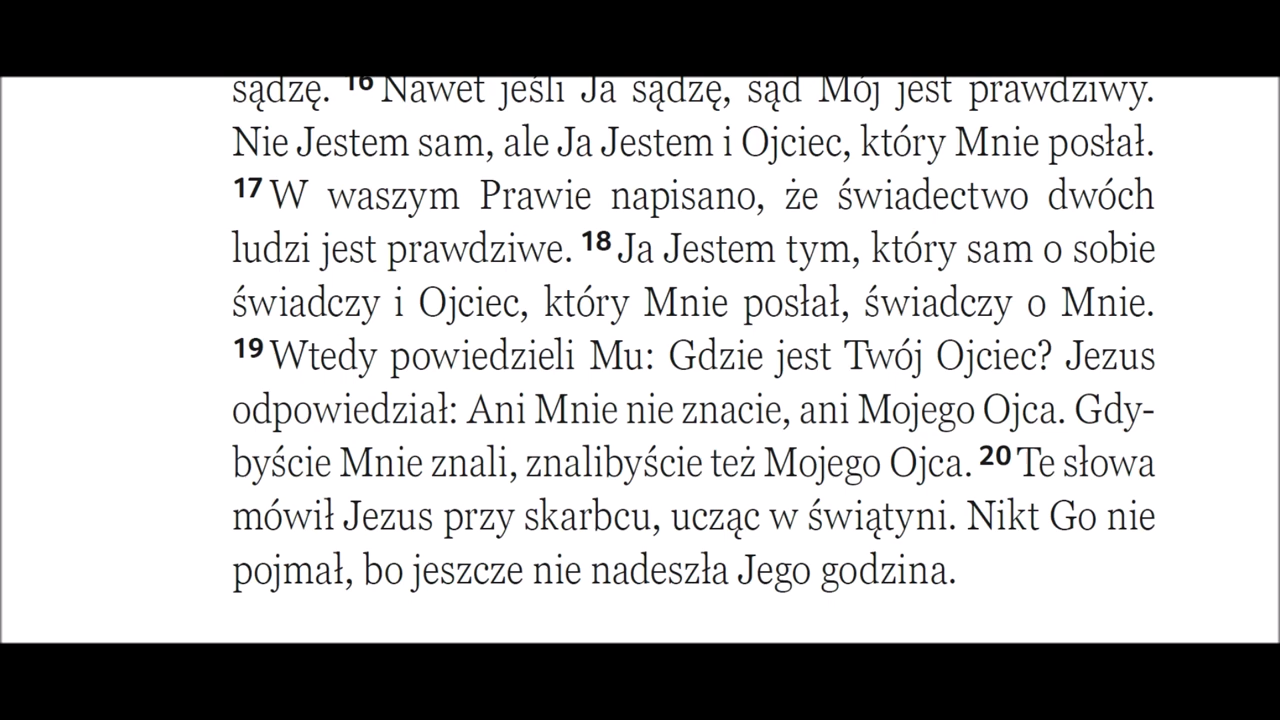 sądzę. 16 Nawet jeśli Ja sądzę, sąd Mój jest prawdziwy.
Nie Jestem sam, ale Ja Jestem i Ojciec, który Mnie posłał.
17 W waszym Prawie napisano, że świadectwo dwóch
ludzi jest prawdziwe. 18 Ja Jestem tym, który sam o sobie
świadczy i Ojciec, który Mnie posłał, świadczy o Mnie.
19 Wtedy powiedzieli Mu: Gdzie jest Twój Ojciec? Jezus
odpowiedział: Ani Mnie nie znacie, ani Mojego Ojca. Gdy-
byście Mnie znali, znalibyście też Mojego Ojca. 20 Te słowa
mówił Jezus przy skarbcu, ucząc w świątyni. Nikt Go nie
pojmał, bo jeszcze nie nadeszła Jego godzina.